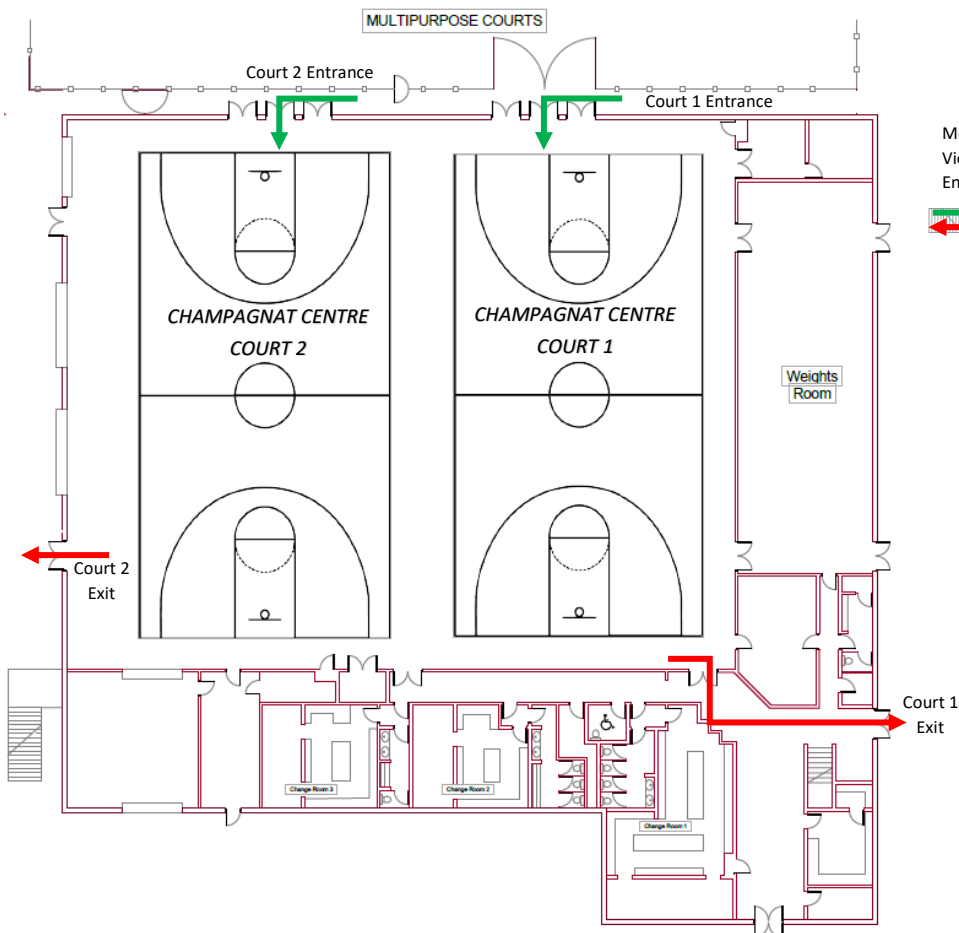 MULTIPURPOSE COURTS
Court 2 Entrance
Court 1 Entrance
CHAMPAGNAT CENTRE
COURT 2
CHAMPAGNAT CENTRE
COURT 1
Weights
Room
Court 2
Exit
Court 1
Exit
Change Room 3
Change Room 2
Change Room 1